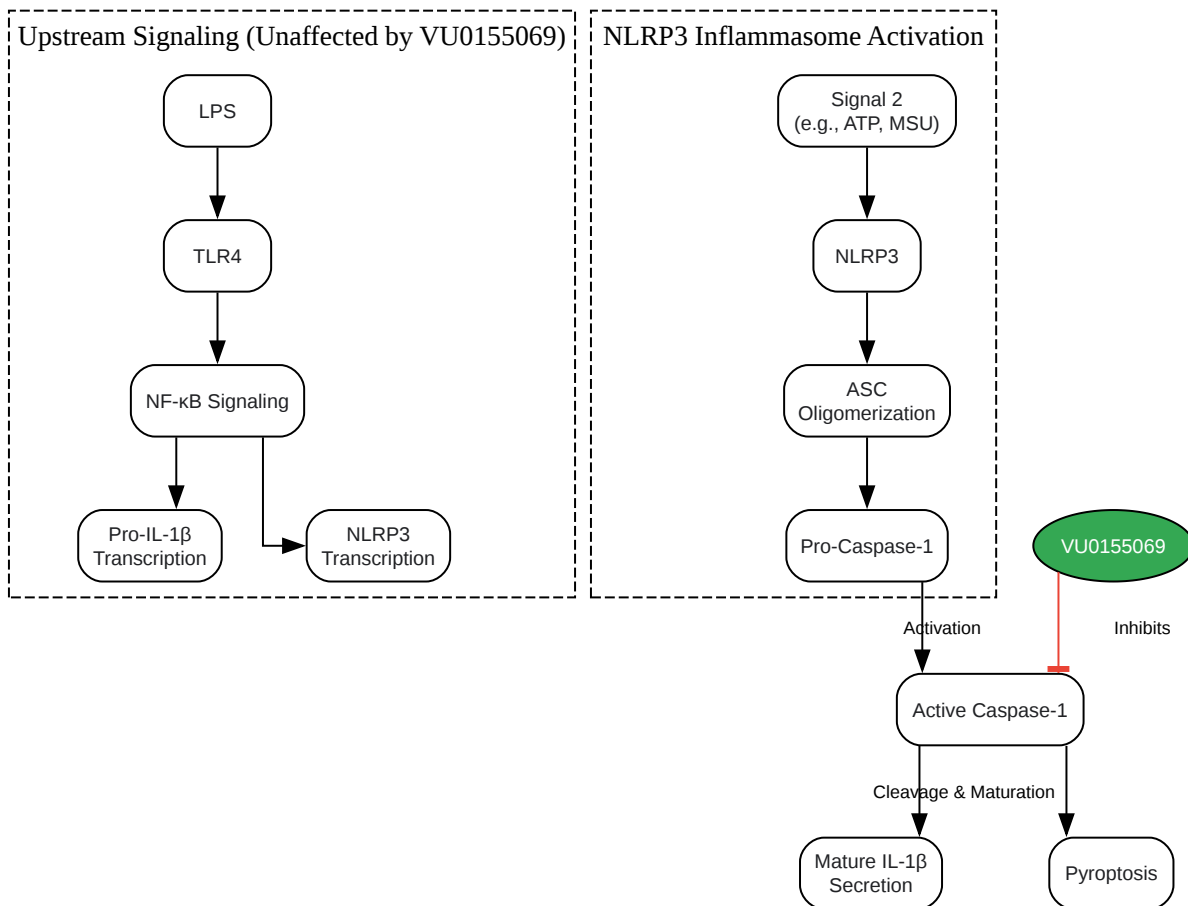 Upstream Signaling (Unaffected by VU0155069)
LPS
TLR4
NF-κB Signaling
Pro-IL-1β
Transcription
NLRP3
Transcription
NLRP3 Inflammasome Activation
Signal 2
(e.g., ATP, MSU)
NLRP3
ASC
Oligomerization
Pro-Caspase-1
VU0155069
Activation
Inhibits
Active Caspase-1
Cleavage & Maturation
Mature IL-1β
Secretion
Pyroptosis